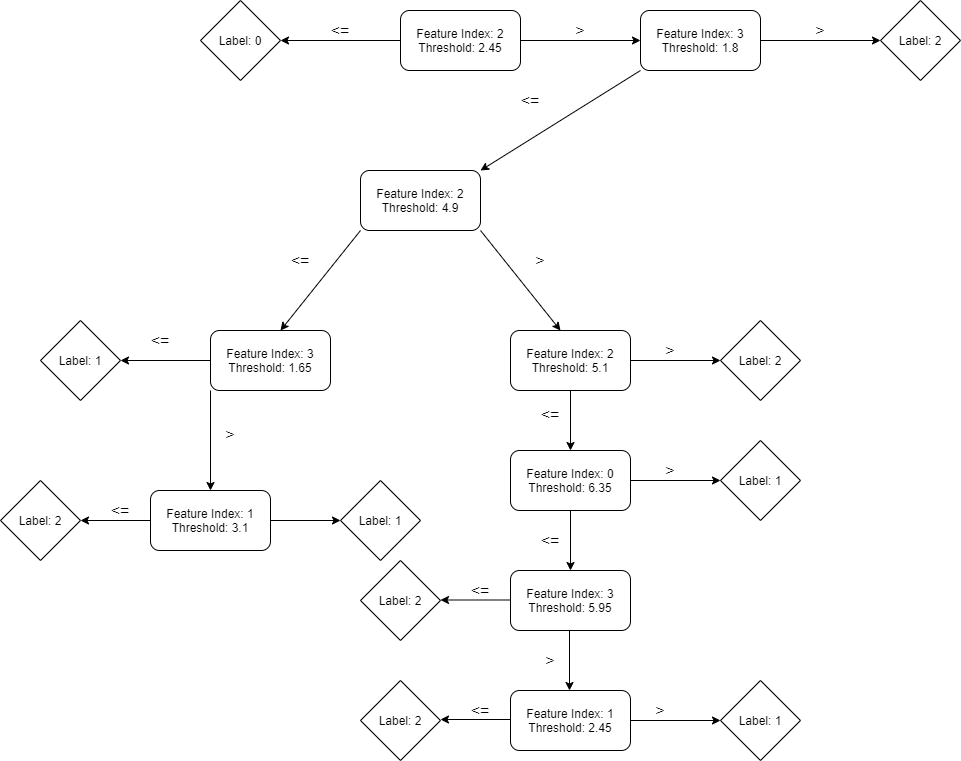 Label: 0
<=
Feature Index: 2
Threshold: 2.45
>
Feature Index: 3
Threshold: 1.8
>
Label: 2
<=
Feature Index: 2
Threshold: 4.9
<=
>
Label: 1
<=
Feature Index: 3
Threshold: 1.65
Feature Index: 2
Threshold: 5.1
>
Label: 2
>
<=
Feature Index: 0
Threshold: 6.35
>
Label: 1
Label: 2
<=
Feature Index: 1
Threshold: 3.1
Label: 1
<=
Label: 2
<=
Feature Index: 3
Threshold: 5.95
>
Label: 2
<=
Feature Index: 1
Threshold: 2.45
>
Label: 1